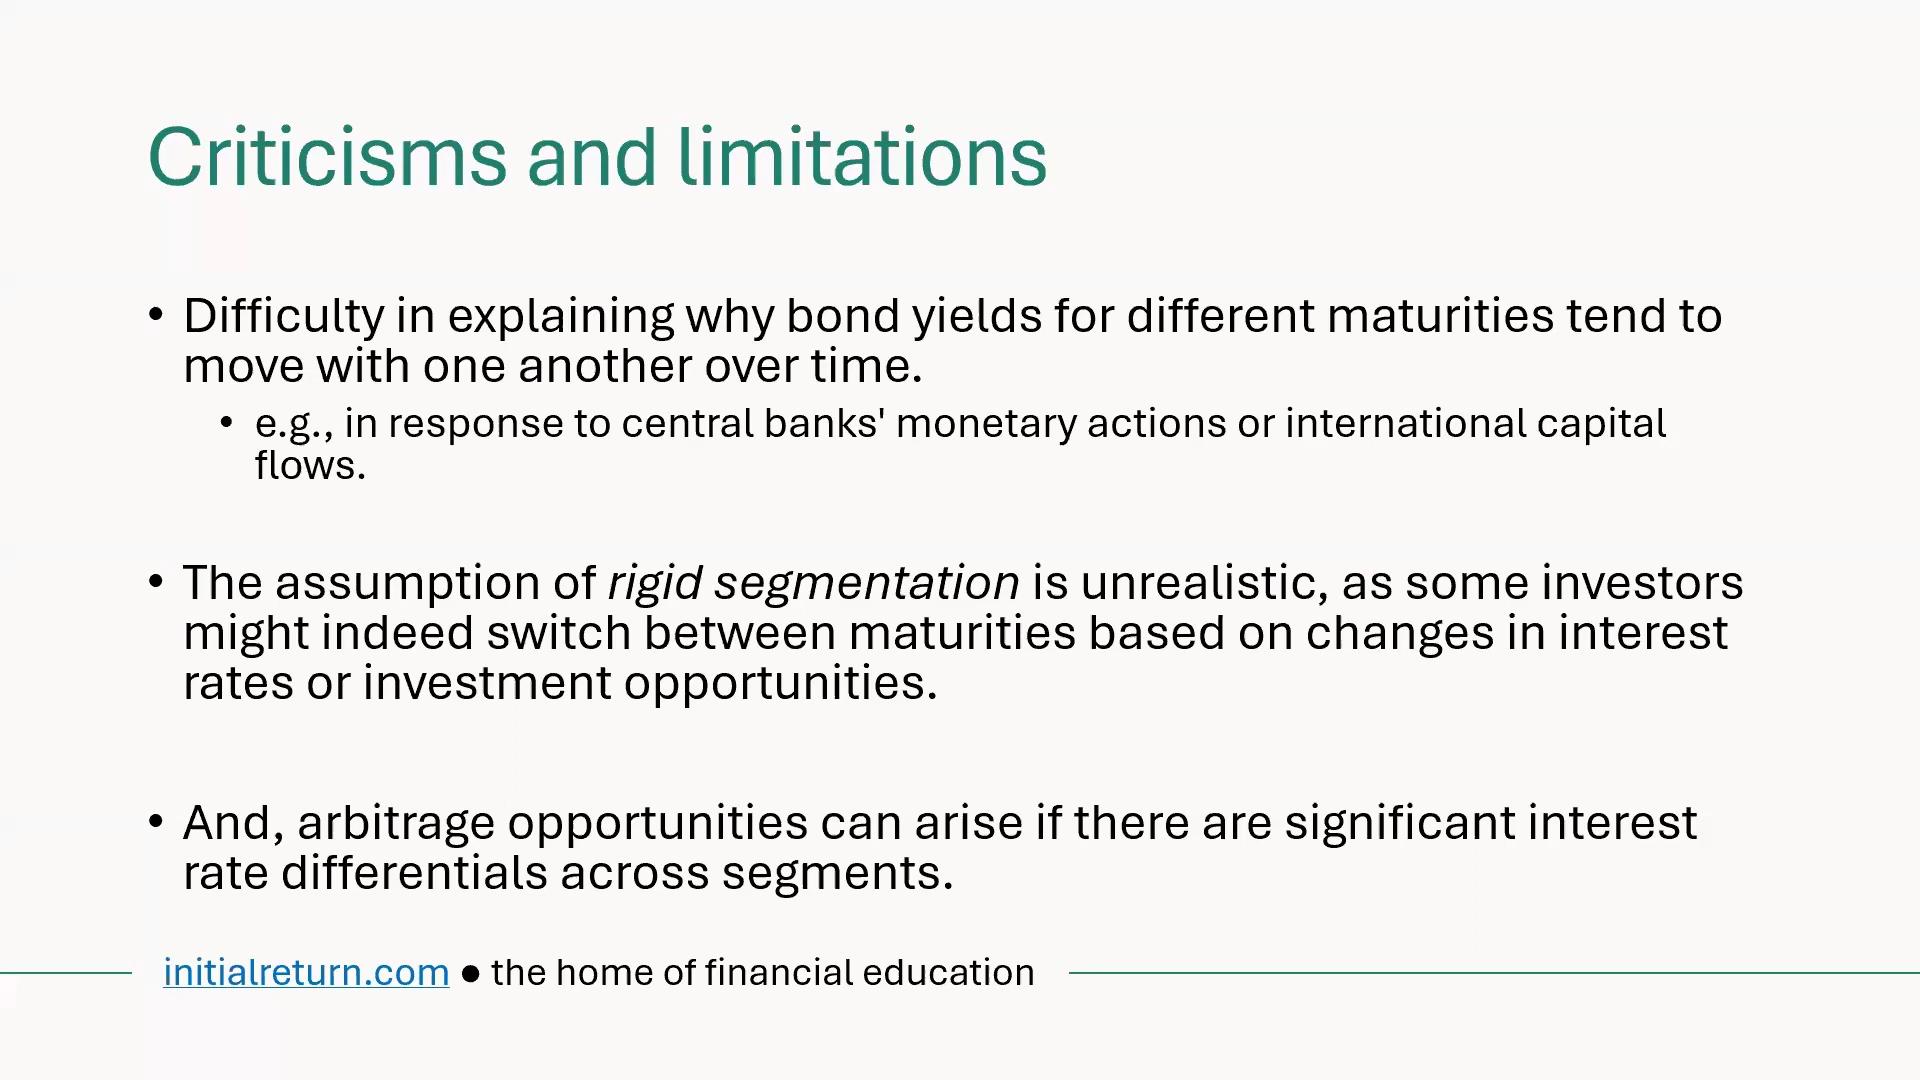 Criticisms and limitations
• Difficulty in explaining why bond yields for different maturities tend to
move with one another over time.
• e.g., in response to central banks' monetary actions or international capital
flows.
• The assumption of rigid segmentation is unrealistic, as some investors
might indeed switch between maturities based on changes in interest
rates or investment opportunities.
• And, arbitrage opportunities can arise if there are significant interest
rate differentials across segments.
initialreturn.com ● the home of financial education